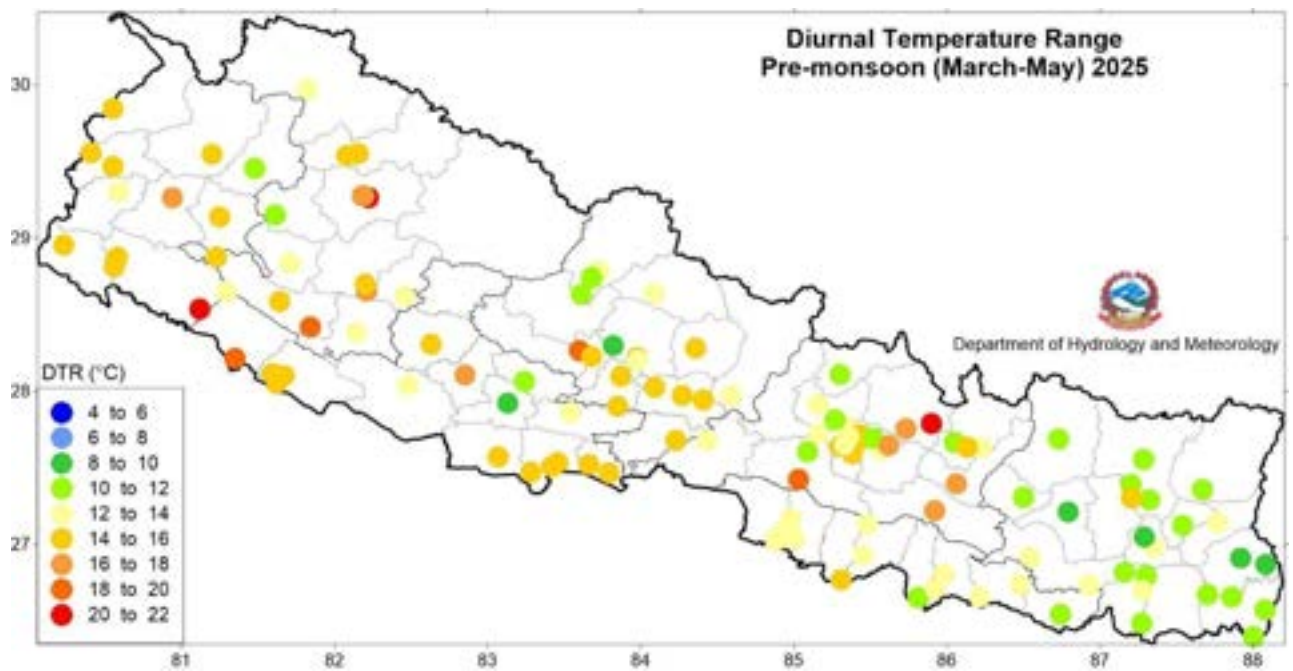 Diurnal Temperature Range
Pre-monsoon (March-May) 2025
30
29
28
27
Department of Hydrology and Meteorology
DTR (°C)
4 to 6
6 to 8
8 to 10
10 to 12
12 to 14
14 to 16
16 to 18
18 to 20
20 to 22
81
82
83
84
85
86
87
88